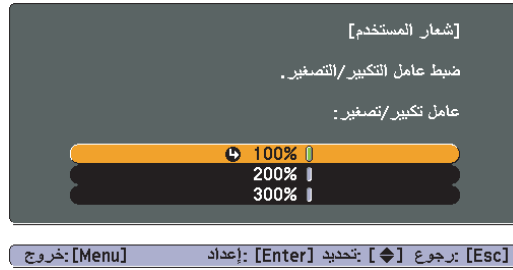 [شعار المستخدم]
ضبط عامل التكبير/التصغير.
عامل تكبير/تصغير:
100%
200%
300%
[Esc]: رجوع [◆]: تحديد [Enter]: إعداد [Menu]: خروج